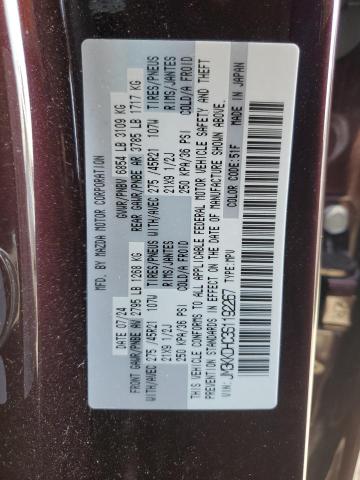 MFD. BY MAZDA MOTOR CORPORATION
DATE 07/24 GVWR/PNBV 6854 LB 3109 KG
FRONT GAWR/PNBE AV 2795 LB 1268 KG REAR GAWR/PNBE AR 3785 LB 1717 KG
WITH/AVEC 275 /45R21 107W TIRES/PNEUS WITH/AVEC 275 /45R21 107W TIRES/PNEUS
21X9 1/2J RIMS/JANTES 21X9 1/2J RIMS/JANTES
250 KPA/36 PSI COLD/A FROID 250 KPA/36 PSI COLD/A FROID
THIS VEHICLE CONFORMS TO ALL APPLICABLE FEDERAL MOTOR VEHICLE SAFETY AND THEFT
PREVENTION STANDARDS IN EFFECT ON THE DATE OF MANUFACTURE SHOWN ABOVE.
VIN: JM3KKDHC3S1192267 TYPE:MPV MADE IN JAPAN
COLOR CODE:51F